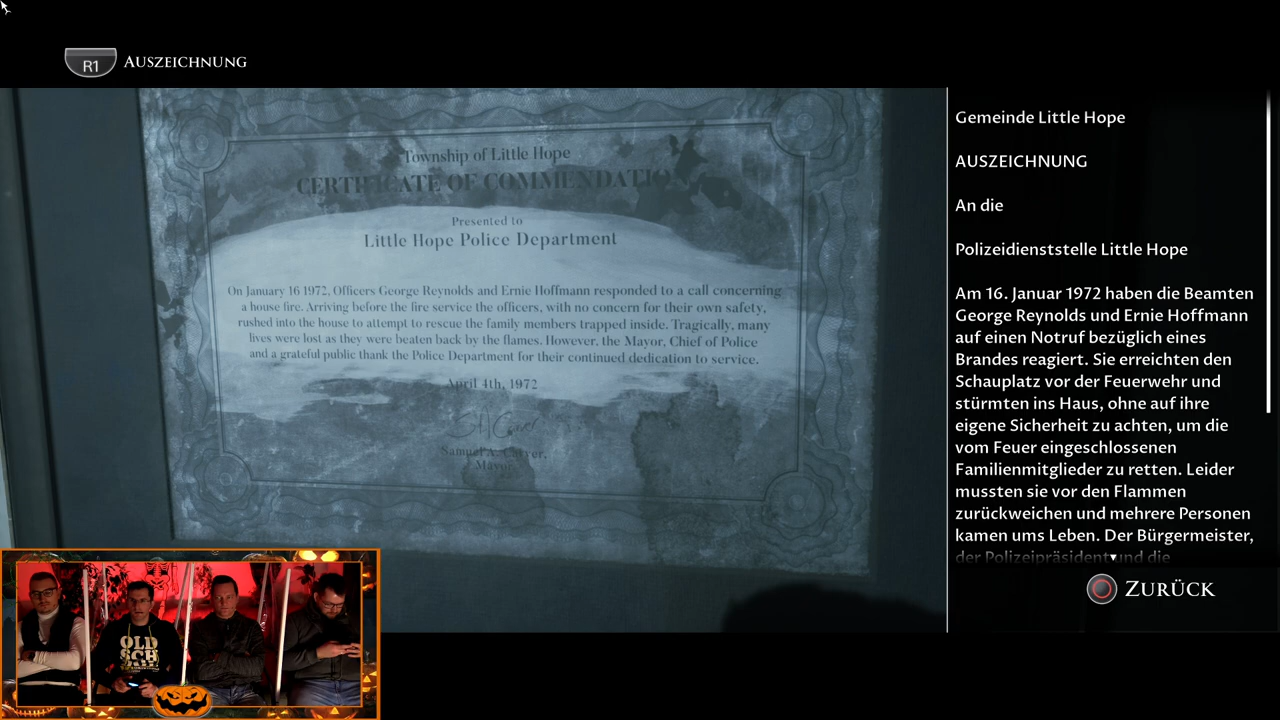 R1 AUSZEICHNUNG
Township of Little Hope
CERTIFICATE OF COMMENDATIO
Presented to
Little Hope Police Department
On January 16 1972, Officers George Reynolds and Ernie Hoffmann responded to a call concerning
a house fire. Arriving before the fire service the officers, with no concern for their own safety,
rushed into the house to attempt to rescue the family members trapped inside. Tragically, many
lives were lost as they were beaten back by the flames. However, the Mayor, Chief of Police
and a grateful public thank the Police Department for their continued dedication to service.
April 4th, 1972
Samuel A. Carver,
Mayor
Gemeinde Little Hope
AUSZEICHNUNG
An die
Polizeidienststelle Little Hope
Am 16. Januar 1972 haben die Beamten
George Reynolds und Ernie Hoffmann
auf einen Notruf bezüglich eines
Brandes reagiert. Sie erreichten den
Schauplatz vor der Feuerwehr und
stürmten ins Haus, ohne auf ihre
eigene Sicherheit zu achten, um die
vom Feuer eingeschlossenen
Familienmitglieder zu retten. Leider
mussten sie vor den Flammen
zurückweichen und mehrere Personen
kamen ums Leben. Der Bürgermeister,
der Polizeipräsident und die
ZURÜCK
OLD
SCH